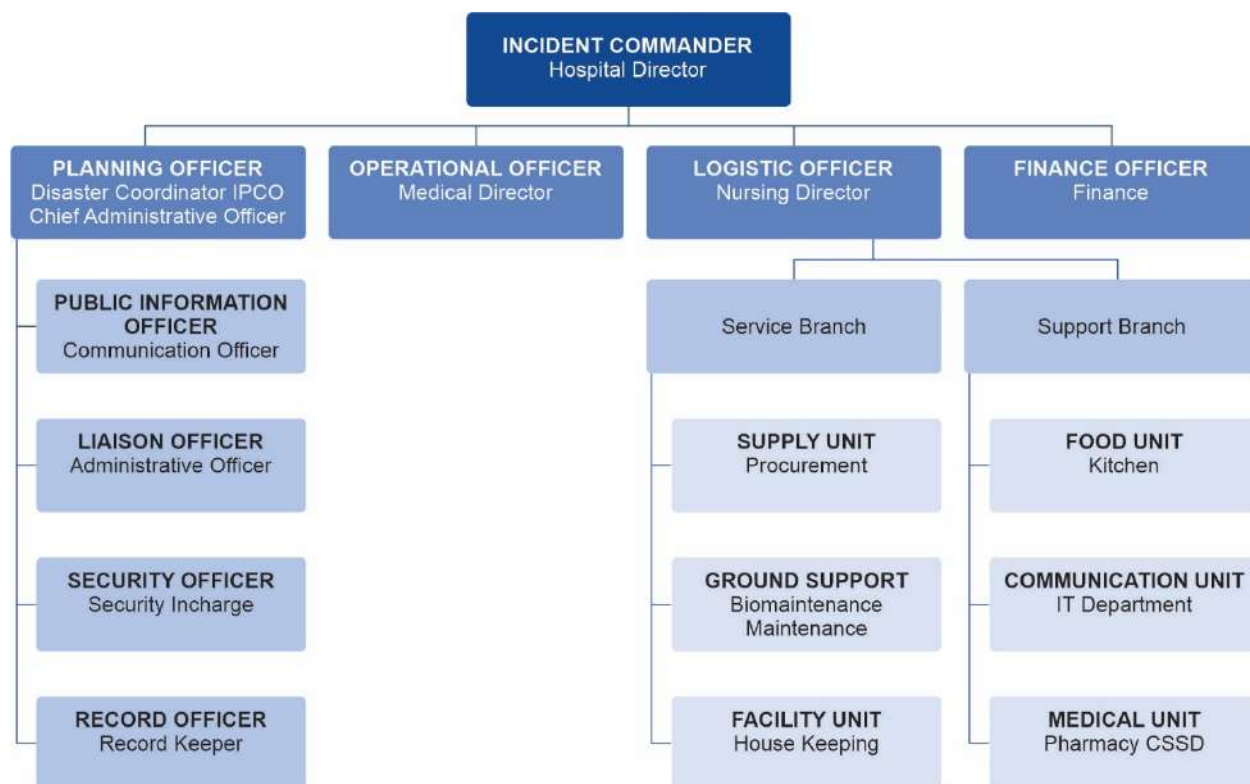 INCIDENT COMMANDER
Hospital Director
PLANNING OFFICER
Disaster Coordinator IPCO
Chief Administrative Officer
OPERATIONAL OFFICER
Medical Director
LOGISTIC OFFICER
Nursing Director
FINANCE OFFICER
Finance
PUBLIC INFORMATION
OFFICER
Communication Officer
LIAISON OFFICER
Administrative Officer
SECURITY OFFICER
Security Incharge
RECORD OFFICER
Record Keeper
Service Branch
SUPPLY UNIT
Procurement
GROUND SUPPORT
Biomaintenance
Maintenance
FACILITY UNIT
House Keeping
Support Branch
FOOD UNIT
Kitchen
COMMUNICATION UNIT
IT Department
MEDICAL UNIT
Pharmacy CSSD